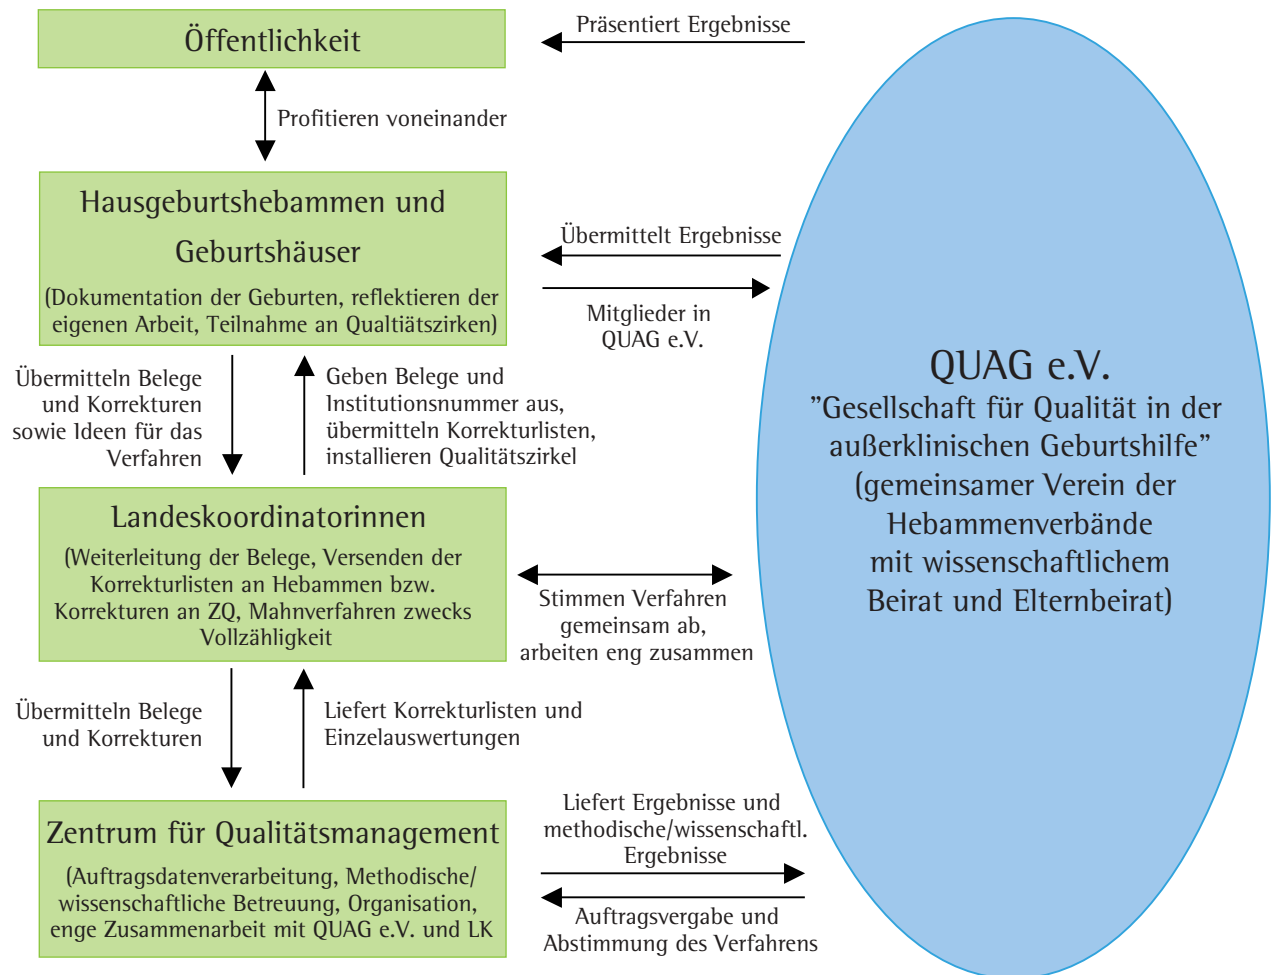 Öffentlichkeit
Präsentiert Ergebnisse
Profitieren voneinander
Hausgeburtshebammen und
Geburtshäuser
(Dokumentation der Geburten, reflektieren der
eigenen Arbeit, Teilnahme an Qualtiätszirken)
Übermittelt Ergebnisse
Mitglieder in
QUAG e.V.
Übermitteln Belege
und Korrekturen
sowie Ideen für das
Verfahren
Geben Belege und
Institutionsnummer aus,
übermitteln Korrekturlisten,
installieren Qualitätszirkel
Landeskoordinatorinnen
(Weiterleitung der Belege, Versenden der
Korrekturlisten an Hebammen bzw.
Korrekturen an ZQ, Mahnverfahren zwecks
Vollzähligkeit
Stimmen Verfahren
gemeinsam ab,
arbeiten eng zusammen
Übermitteln Belege
und Korrekturen
Liefert Korrekturlisten und
Einzelauswertungen
Zentrum für Qualitätsmanagement
(Auftragsdatenverarbeitung, Methodische/
wissenschaftliche Betreuung, Organisation,
enge Zusammenarbeit mit QUAG e.V. und LK
Liefert Ergebnisse und
methodische/wissenschaftl.
Ergebnisse
Auftragsvergabe und
Abstimmung des Verfahrens
QUAG e.V.
”Gesellschaft für Qualität in der
außerklinischen Geburtshilfe”
(gemeinsamer Verein der
Hebammenverbände
mit wissenschaftlichem
Beirat und Elternbeirat)